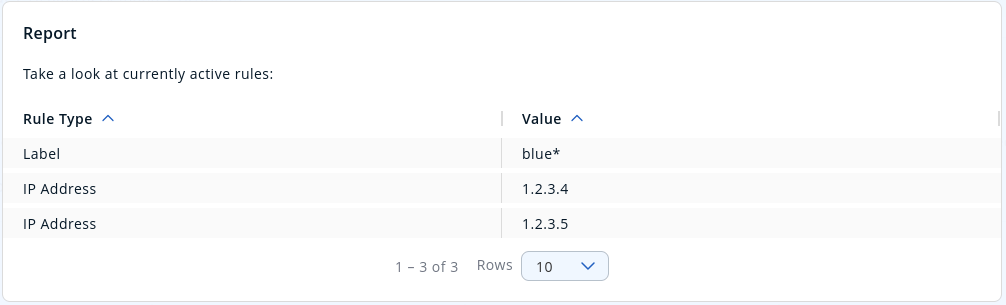 Report
Take a look at currently active rules:
Rule Type Value
Label blue*
IP Address 1.2.3.4
IP Address 1.2.3.5
1 – 3 of 3 Rows 10